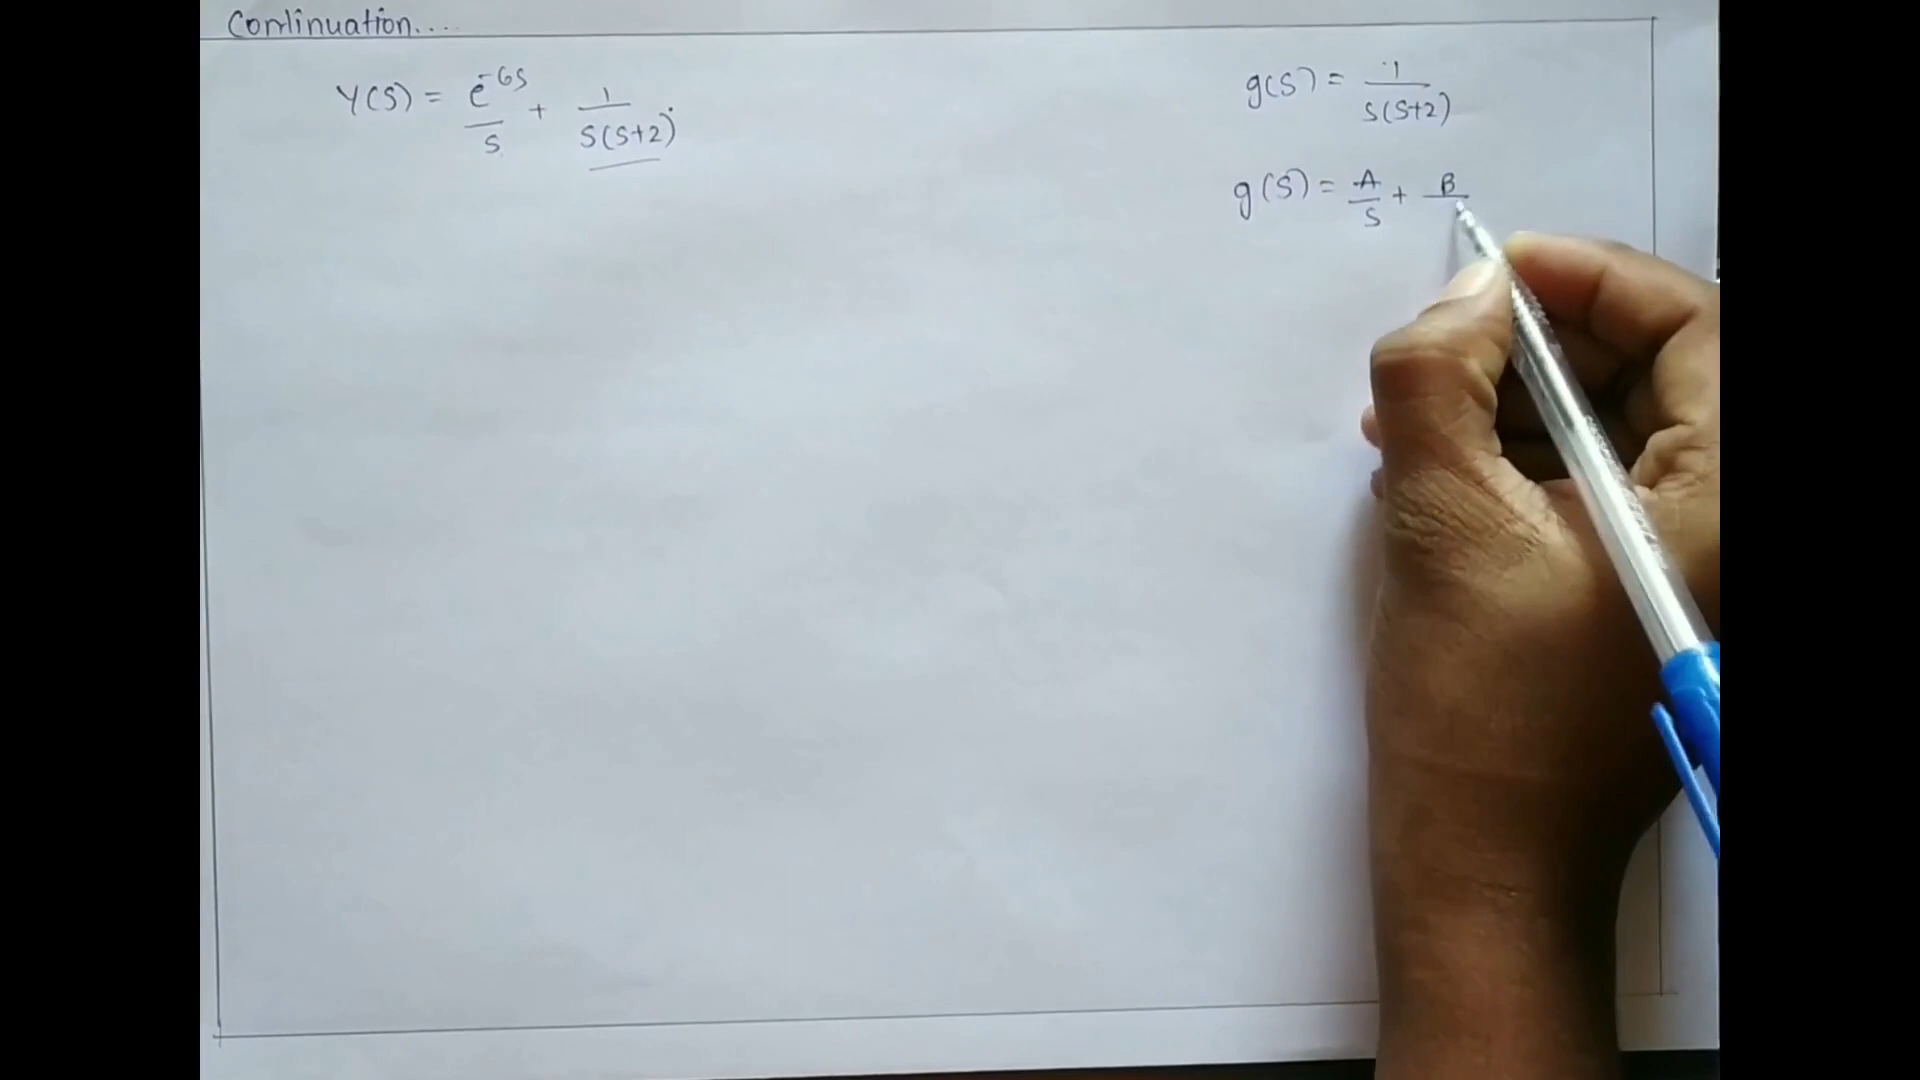 Continuation....
Y(S) = e^-6S/S + 1/S(S+2)
g(S) = 1/S(S+2)
g(S) = A/S + B/